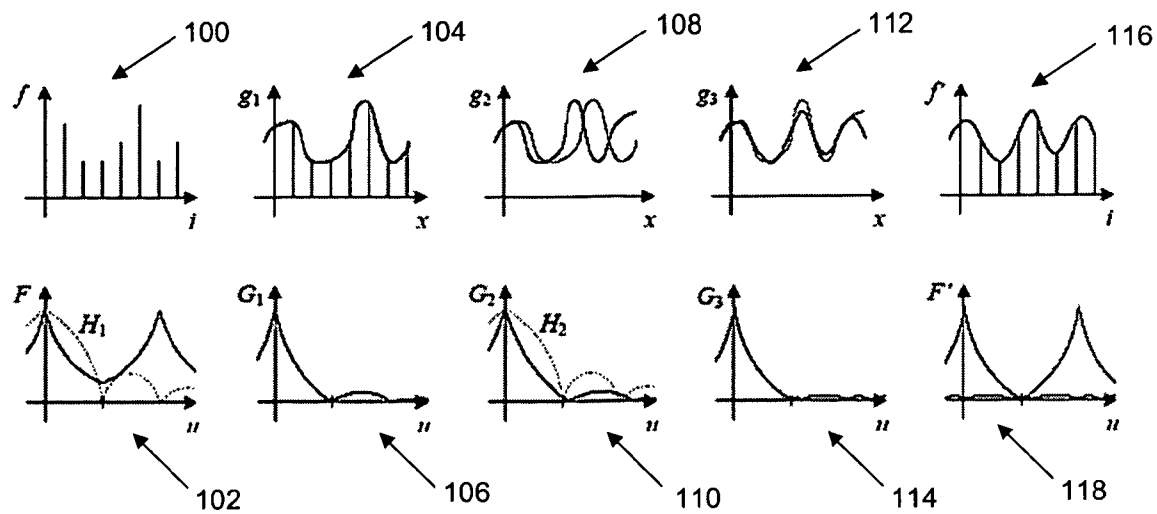 100
104
108
112
116
f
g₁
g₂
g₃
f'
i
x
x
x
i
F
H₁
G₁
G₂
H₂
G₃
F'
u
u
u
u
u
102
106
110
114
118